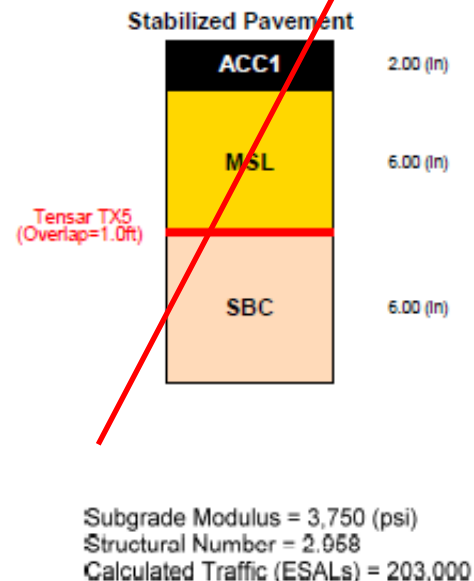 Stabilized Pavement
ACC1 2.00 (In)
MSL 6.00 (In)
Tensar TX5
(Overlap=1.0ft)
SBC 6.00 (In)
Subgrade Modulus = 3,750 (psi)
Structural Number = 2.958
Calculated Traffic (ESALs) = 203,000